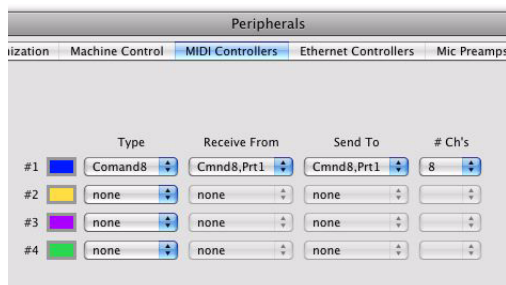 Peripherals
nization Machine Control MIDI Controllers Ethernet Controllers Mic Preamps
Type Receive From Send To # Ch's
#1 Comand8 Cmnd8,Prt1 Cmnd8,Prt1 8
#2 none none none
#3 none none none
#4 none none none